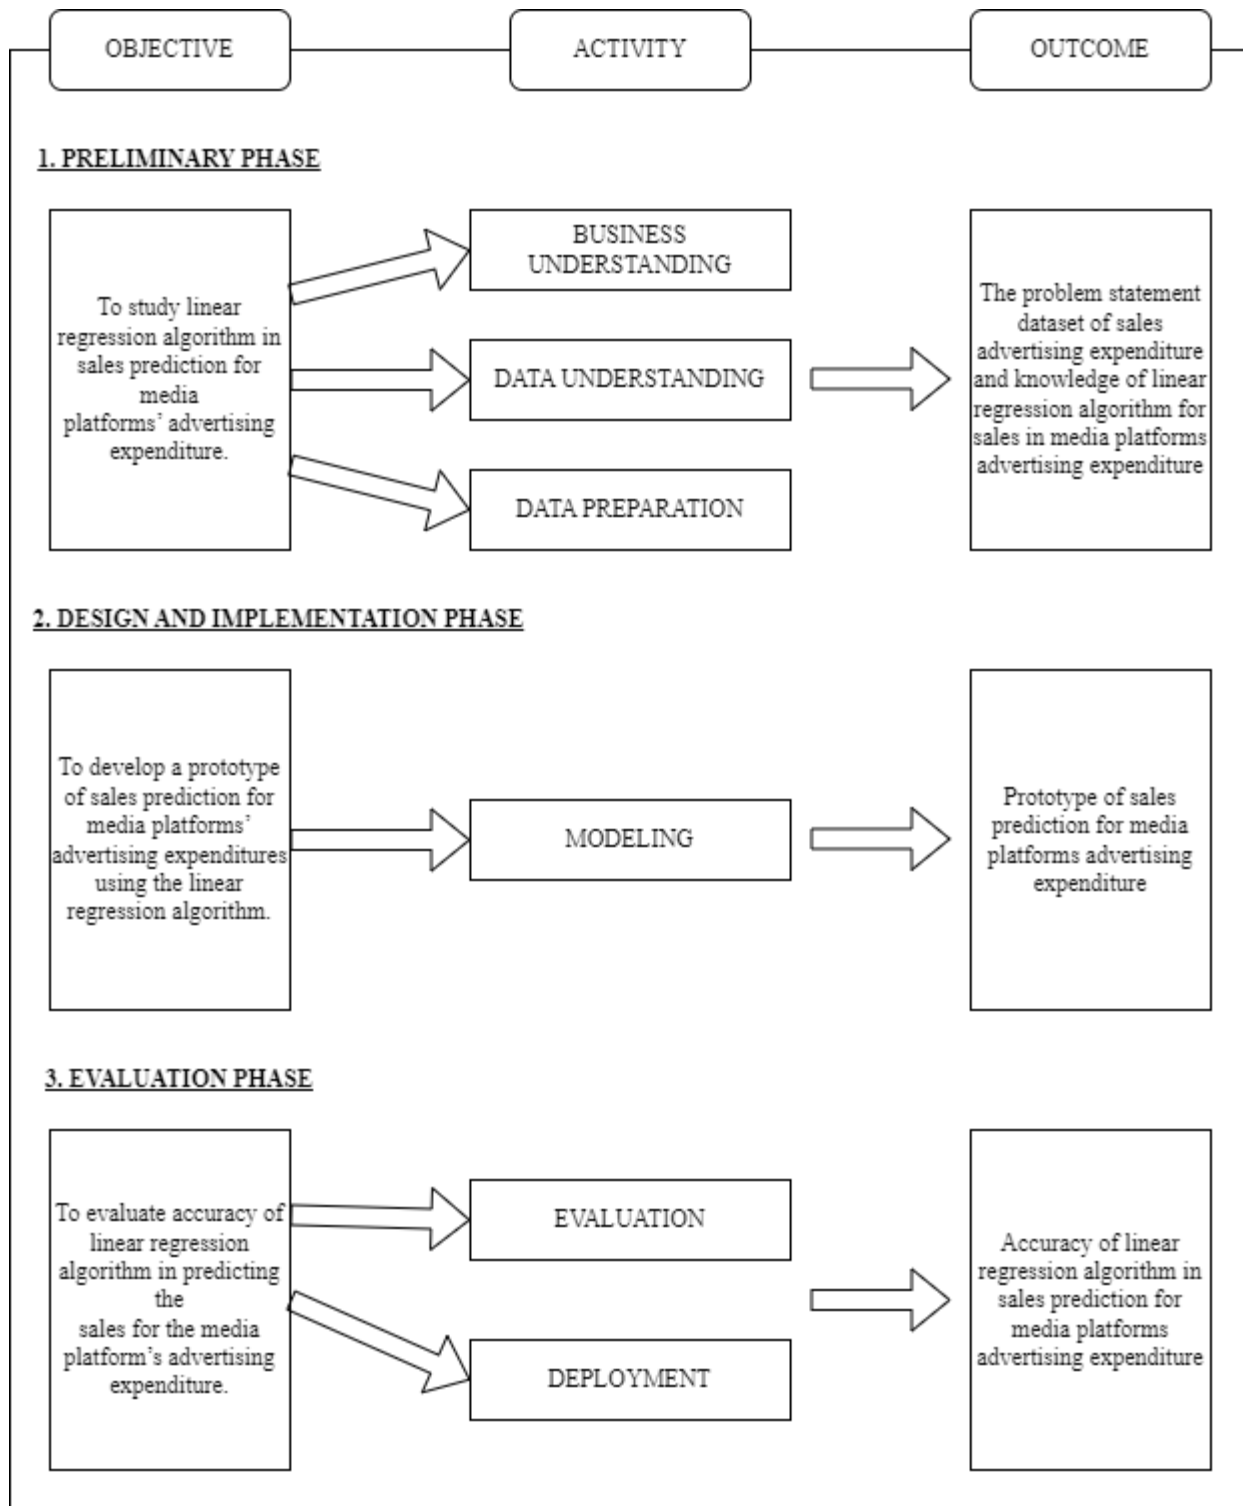 OBJECTIVE
ACTIVITY
OUTCOME
1. PRELIMINARY PHASE
To study linear
regression algorithm in
sales prediction for
media
platforms’ advertising
expenditure.
BUSINESS
UNDERSTANDING
DATA UNDERSTANDING
DATA PREPARATION
The problem statement
dataset of sales
advertising expenditure
and knowledge of linear
regression algorithm for
sales in media platforms
advertising expenditure
2. DESIGN AND IMPLEMENTATION PHASE
To develop a prototype
of sales prediction for
media platforms’
advertising expenditures
using the linear
regression algorithm.
MODELING
Prototype of sales
prediction for media
platforms advertising
expenditure
3. EVALUATION PHASE
To evaluate accuracy of
linear regression
algorithm in predicting
the
sales for the media
platform’s advertising
expenditure.
EVALUATION
DEPLOYMENT
Accuracy of linear
regression algorithm in
sales prediction for
media platforms
advertising expenditure